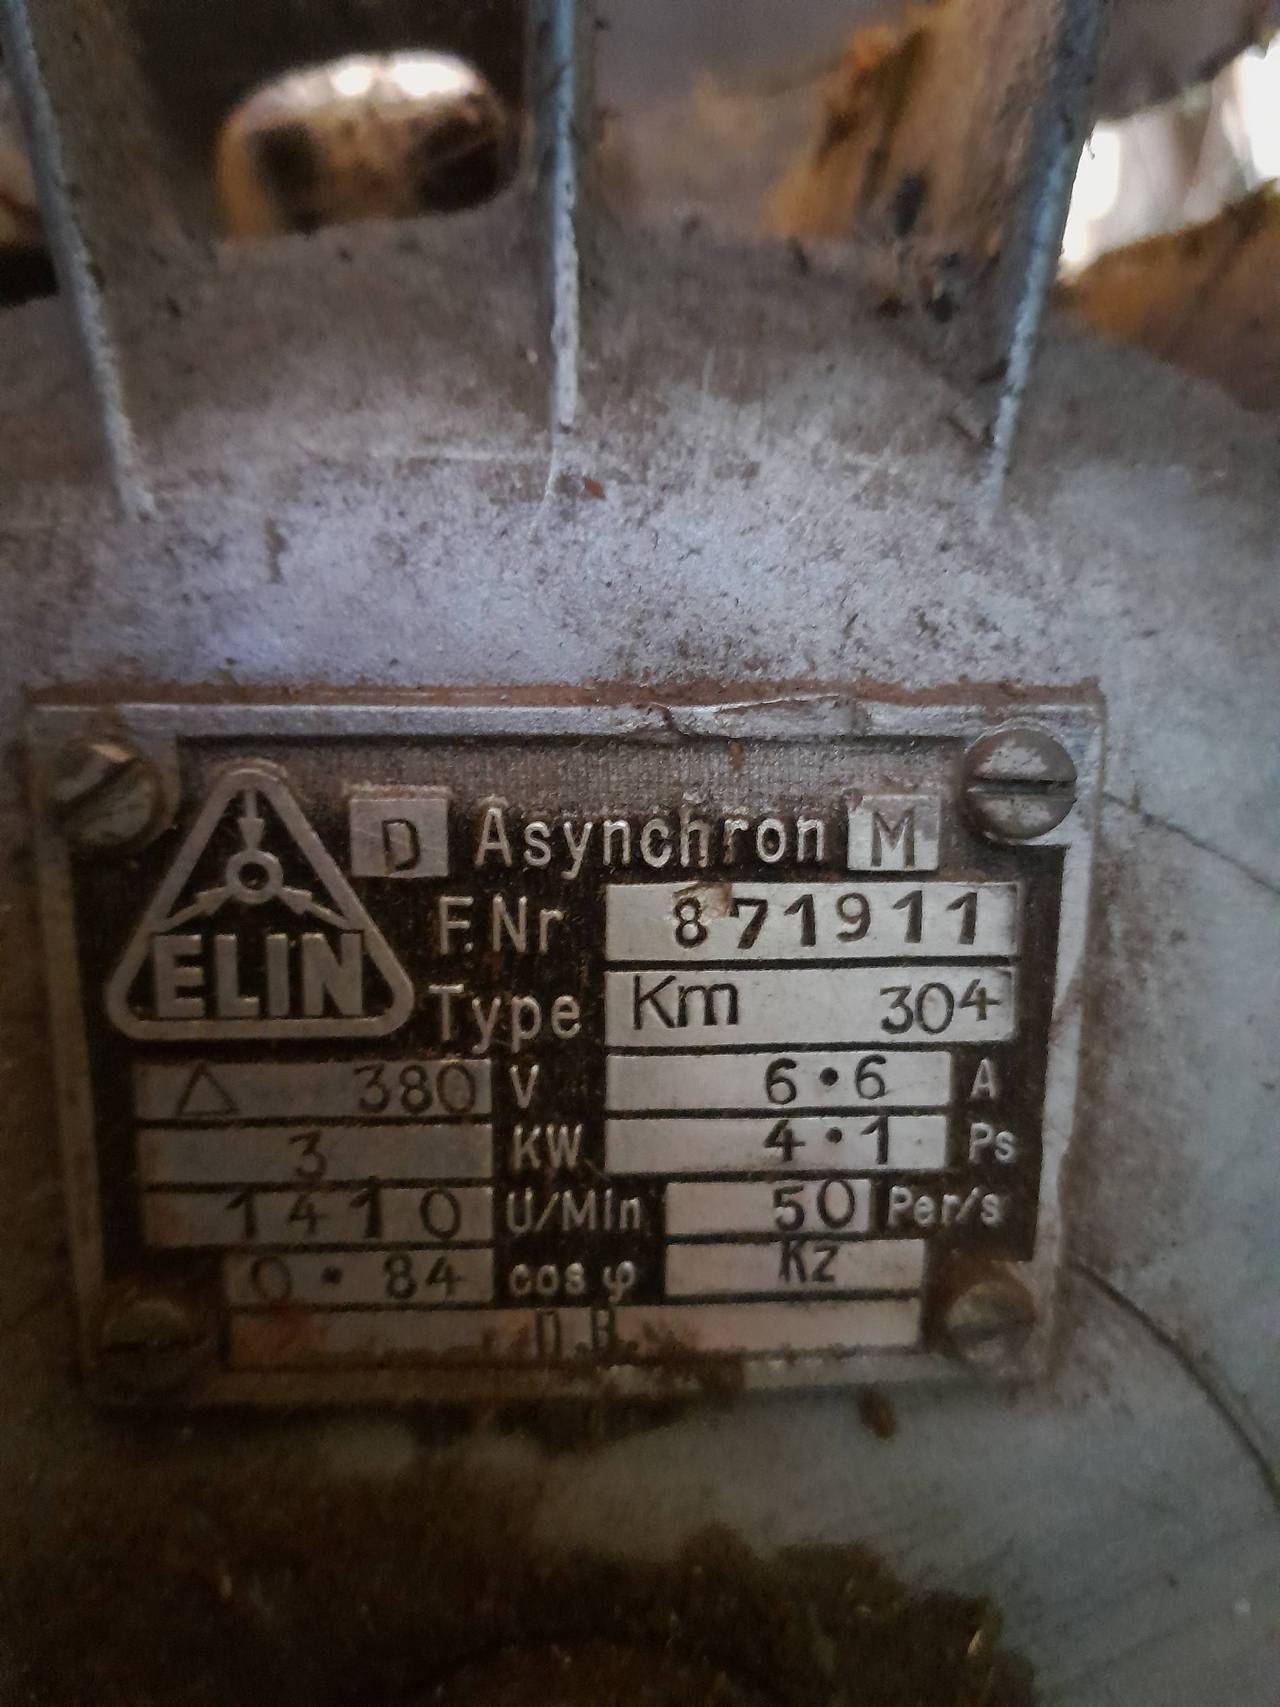 D Asynchron M
ELIN
F.Nr 871911
Type Km 304
△ 380 V 6·6 A
3 KW 4·1 Ps
1410 U/Min 50 Per/s
0·84 cos φ Kz
D.B.